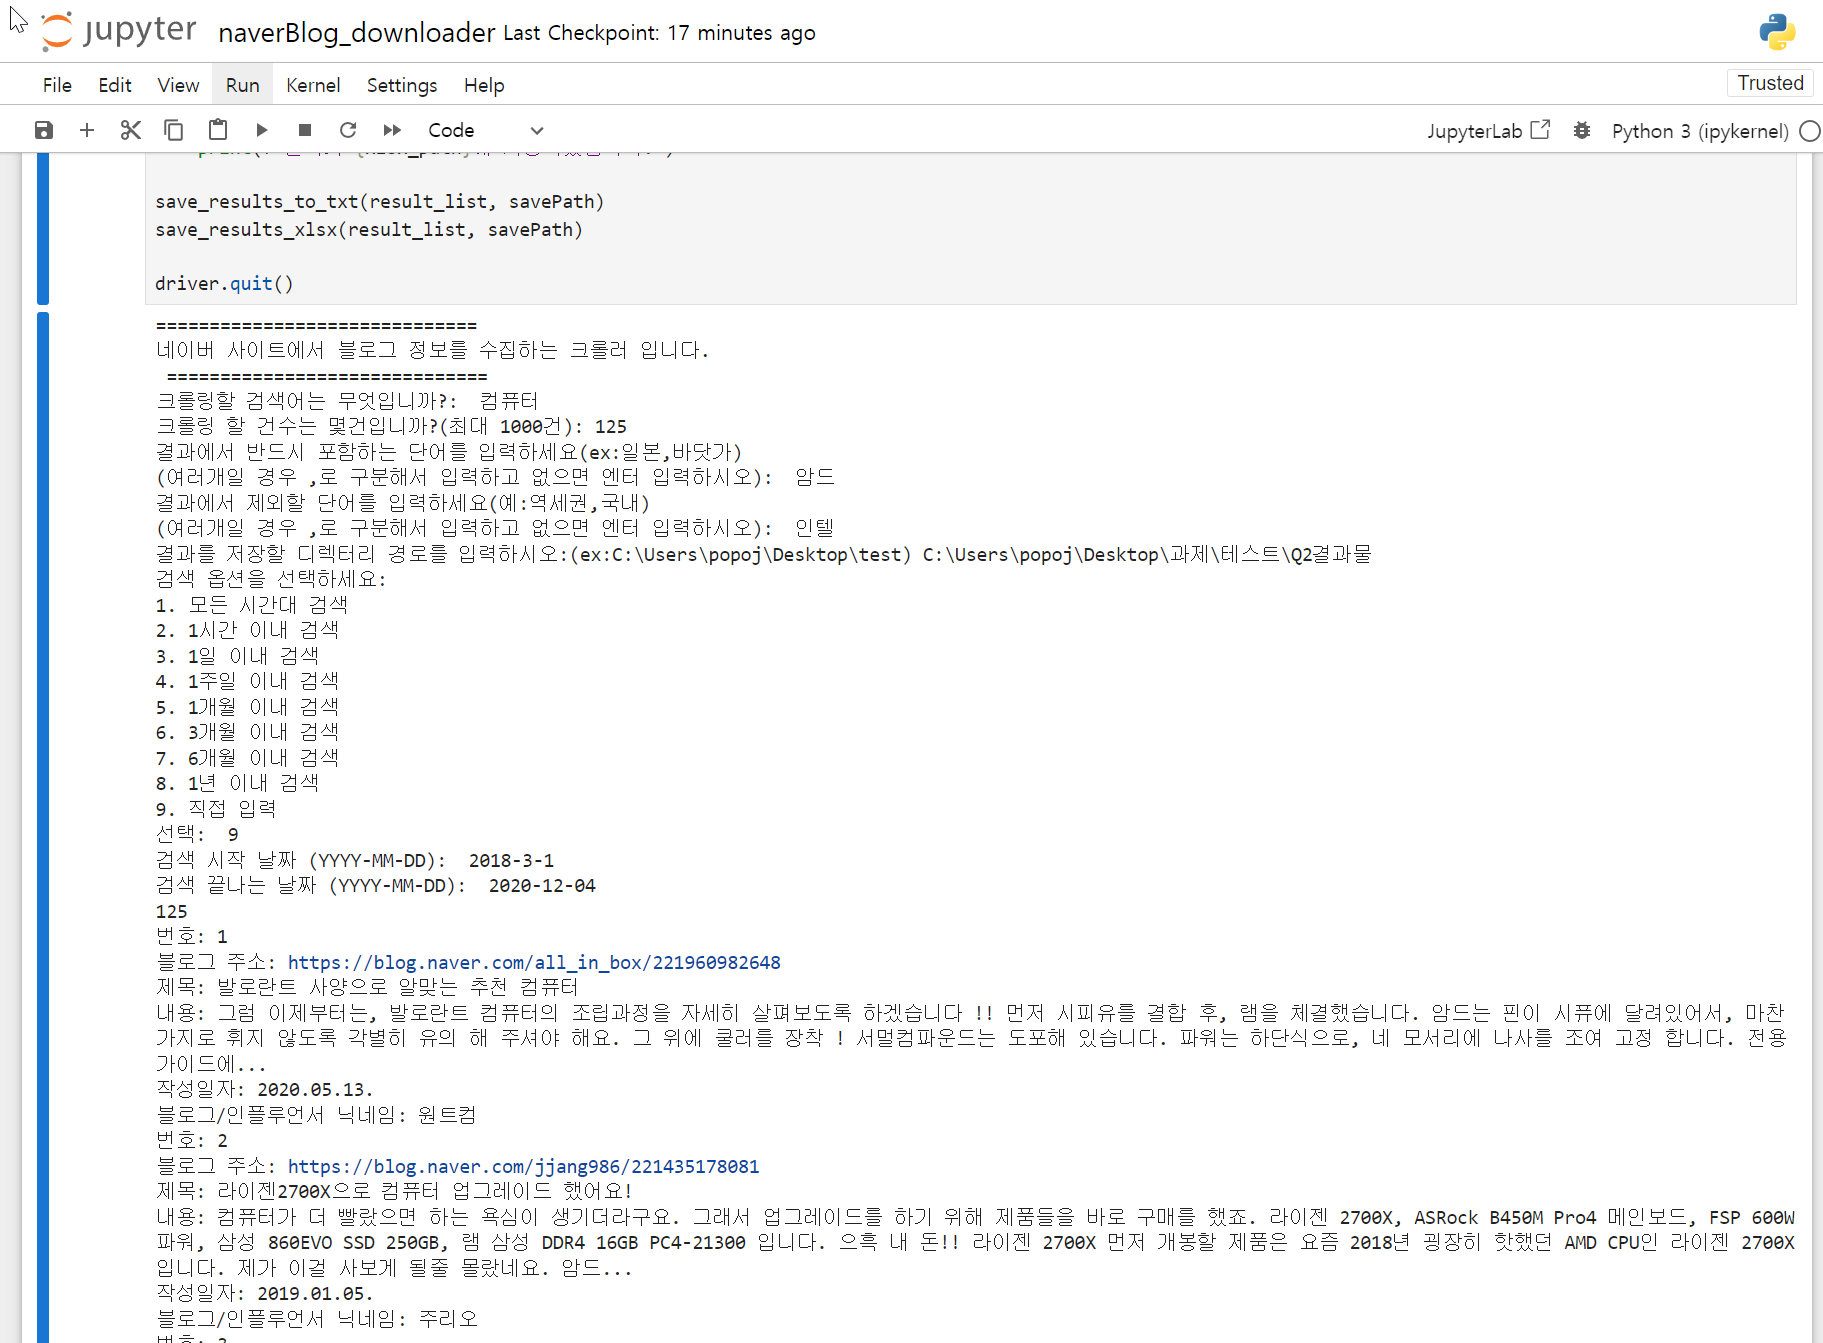 jupyter naverBlog_downloader Last Checkpoint: 17 minutes ago
File Edit View Run Kernel Settings Help Trusted
Code JupyterLab Python 3 (ipykernel)
save_results_to_txt(result_list, savePath)
save_results_xlsx(result_list, savePath)
driver.quit()
==============================
네이버 사이트에서 블로그 정보를 수집하는 크롤러 입니다.
==============================
크롤링할 검색어는 무엇입니까?:  컴퓨터
크롤링 할 건수는 몇건입니까?(최대 1000건): 125
결과에서 반드시 포함하는 단어를 입력하세요(ex:일본,바닷가)
(여러개일 경우 ,로 구분해서 입력하고 없으면 엔터 입력하시오):  암드
결과에서 제외할 단어를 입력하세요(예:역세권,국내)
(여러개일 경우 ,로 구분해서 입력하고 없으면 엔터 입력하시오):  인텔
결과를 저장할 디렉터리 경로를 입력하시오:(ex:C:\Users\popoj\Desktop\test) C:\Users\popoj\Desktop\과제\테스트\Q2결과물
검색 옵션을 선택하세요:
1. 모든 시간대 검색
2. 1시간 이내 검색
3. 1일 이내 검색
4. 1주일 이내 검색
5. 1개월 이내 검색
6. 3개월 이내 검색
7. 6개월 이내 검색
8. 1년 이내 검색
9. 직접 입력
선택:  9
검색 시작 날짜 (YYYY-MM-DD):  2018-3-1
검색 끝나는 날짜 (YYYY-MM-DD):  2020-12-04
125
번호: 1
블로그 주소: https://blog.naver.com/all_in_box/221960982648
제목: 발로란트 사양으로 알맞는 추천 컴퓨터
내용: 그럼 이제부터는, 발로란트 컴퓨터의 조립과정을 자세히 살펴보도록 하겠습니다 !! 먼저 시피유를 결합 후, 램을 체결했습니다. 암드는 핀이 시퓨에 달려있어서, 마찬
가지로 휘지 않도록 각별히 유의 해 주셔야 해요. 그 위에 쿨러를 장착 ! 서멀컴파운드는 도포해 있습니다. 파워는 하단식으로, 네 모서리에 나사를 조여 고정 합니다. 전용
가이드에...
작성일자: 2020.05.13.
블로그/인플루언서 닉네임: 원트컴
번호: 2
블로그 주소: https://blog.naver.com/jjang986/221435178081
제목: 라이젠2700X으로 컴퓨터 업그레이드 했어요!
내용: 컴퓨터가 더 빨랐으면 하는 욕심이 생기더라구요. 그래서 업그레이드를 하기 위해 제품들을 바로 구매를 했죠. 라이젠 2700X, ASRock B450M Pro4 메인보드, FSP 600W
파워, 삼성 860EVO SSD 250GB, 램 삼성 DDR4 16GB PC4-21300 입니다. 으흑 내 돈!! 라이젠 2700X 먼저 개봉할 제품은 요즘 2018년 굉장히 핫했던 AMD CPU인 라이젠 2700X
입니다. 제가 이걸 사보게 될줄 몰랐네요. 암드...
작성일자: 2019.01.05.
블로그/인플루언서 닉네임: 주리오